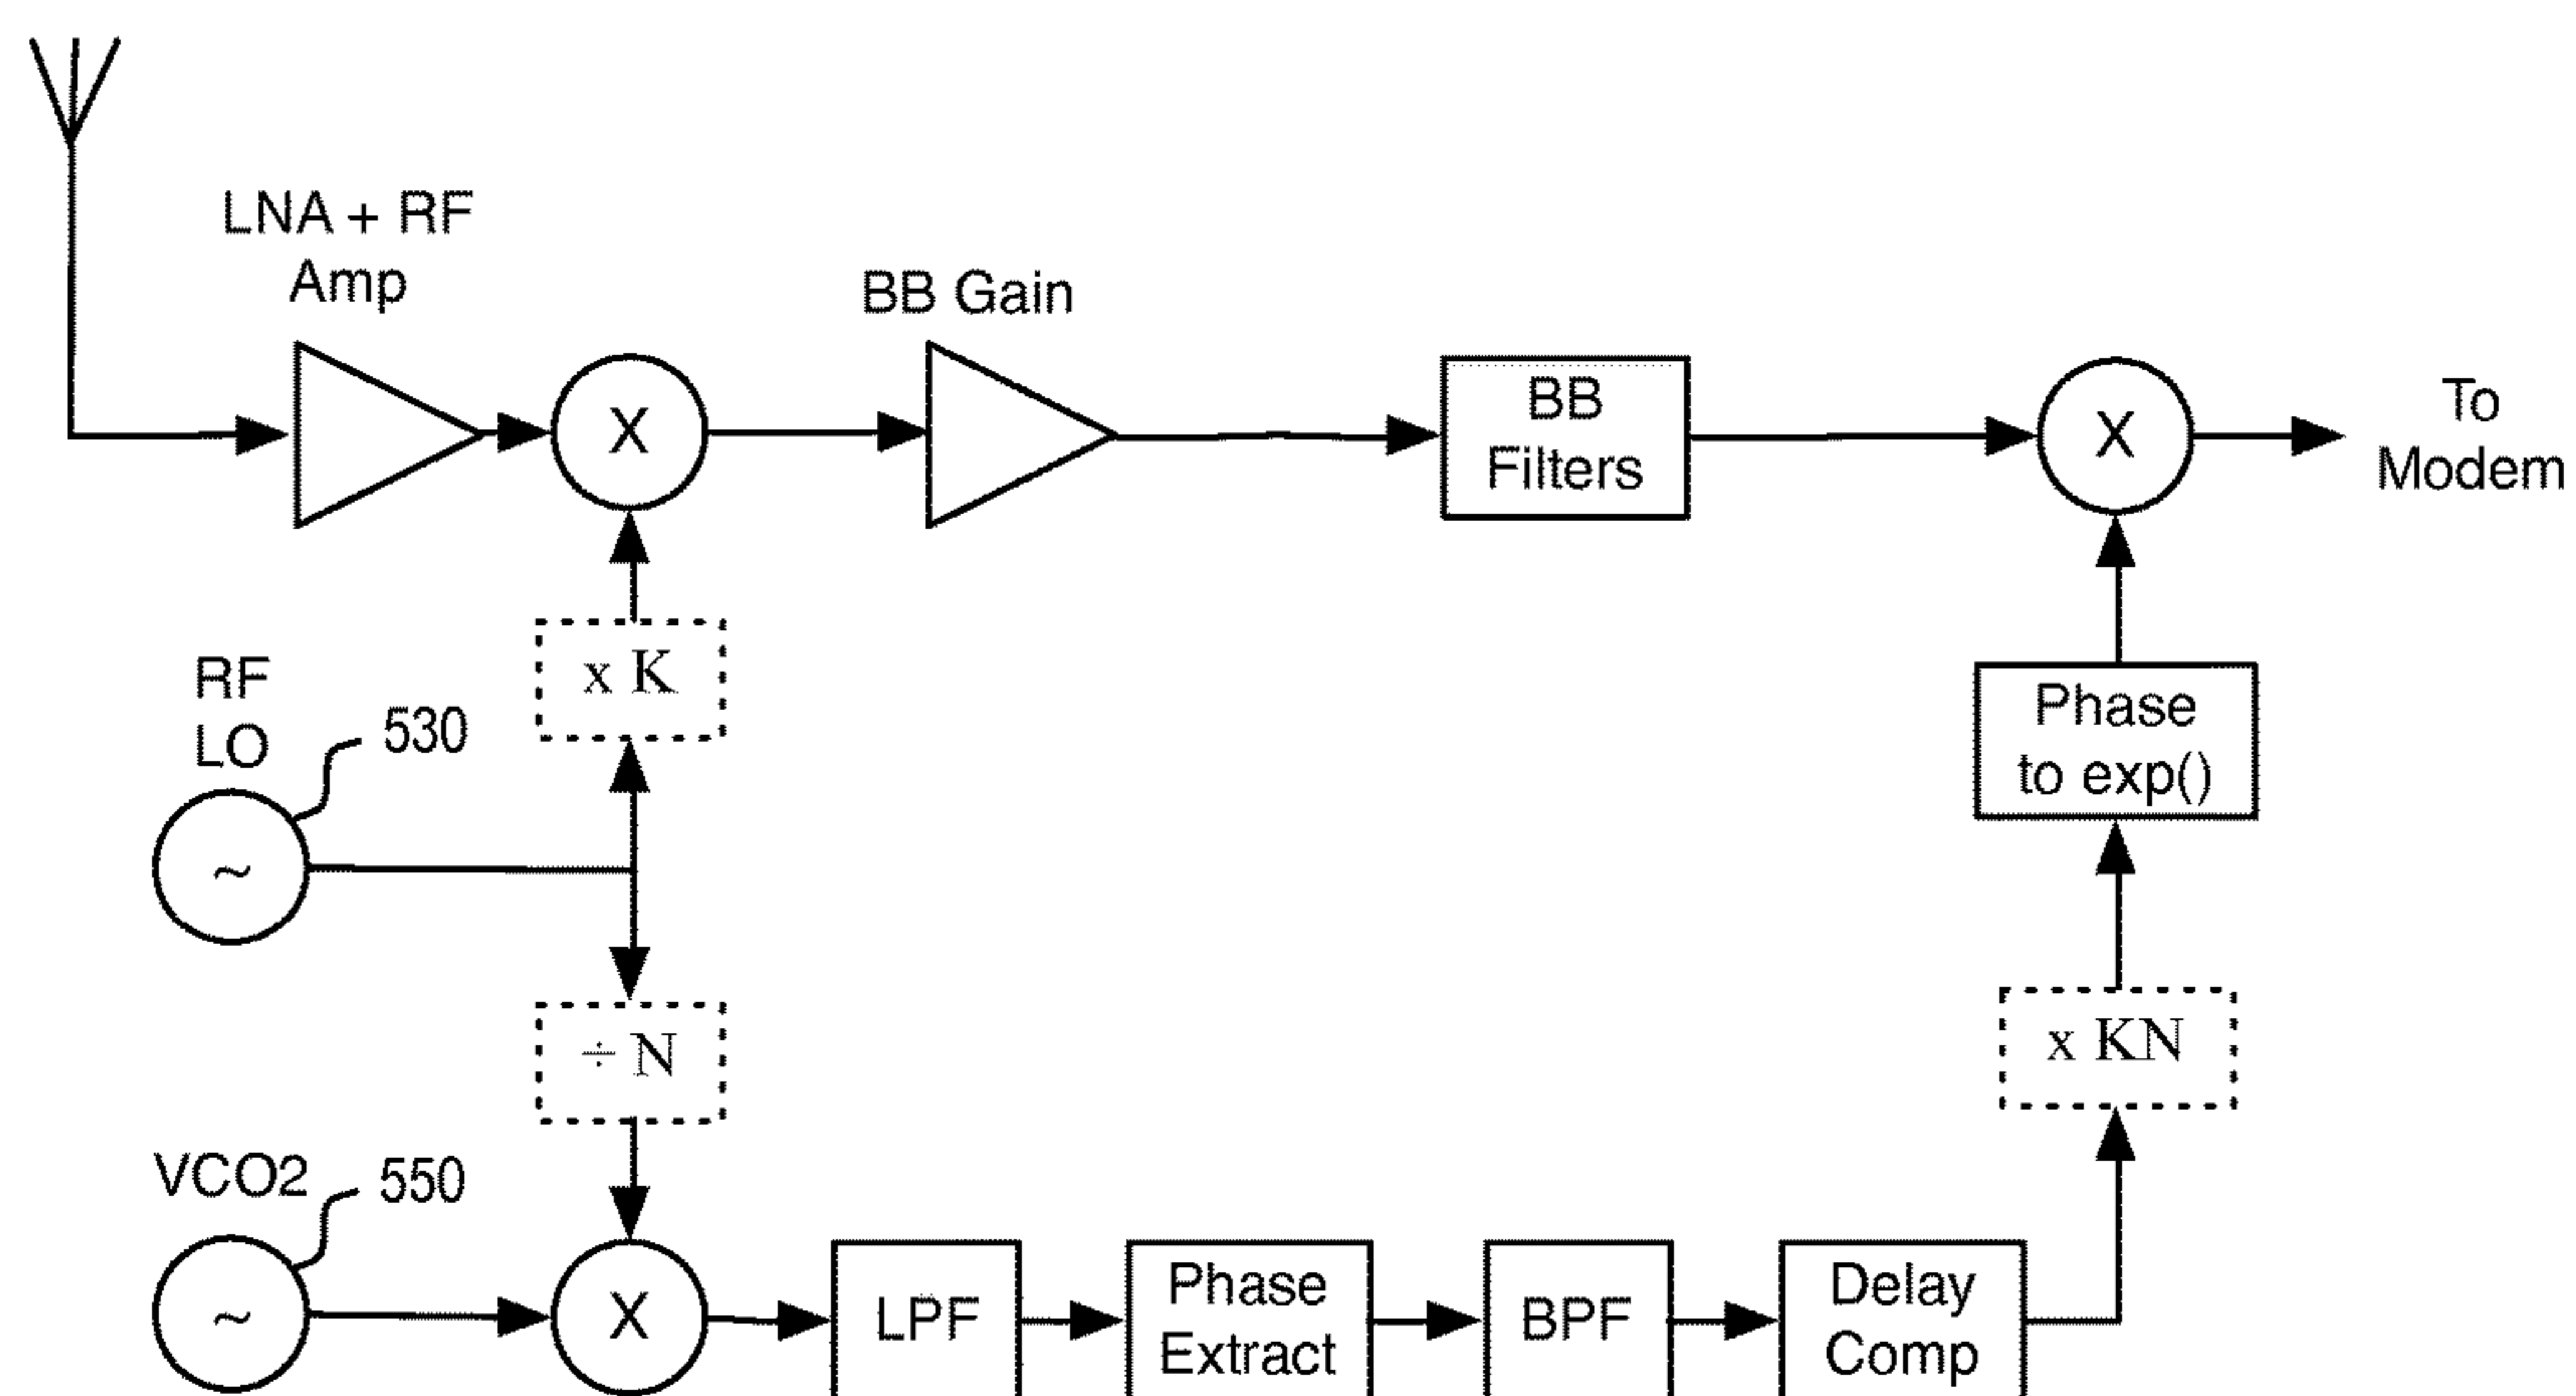 LNA + RF
Amp
BB Gain
X
BB
Filters
X
To
Modem
x K
RF
LO
530
~
Phase
to exp()
÷ N
x KN
VCO2
550
~
X
LPF
Phase
Extract
BPF
Delay
Comp